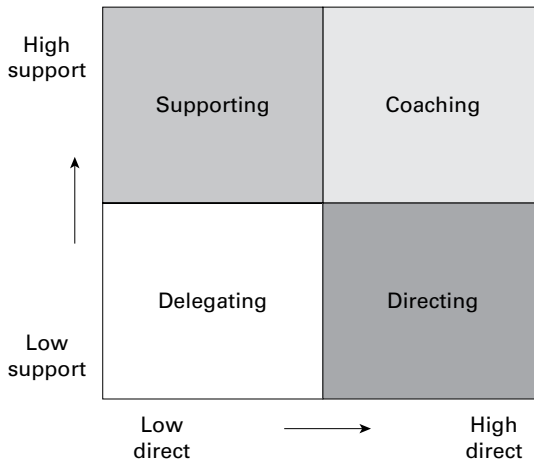 High
support
Supporting
Coaching
Delegating
Directing
Low
support
Low
direct
High
direct